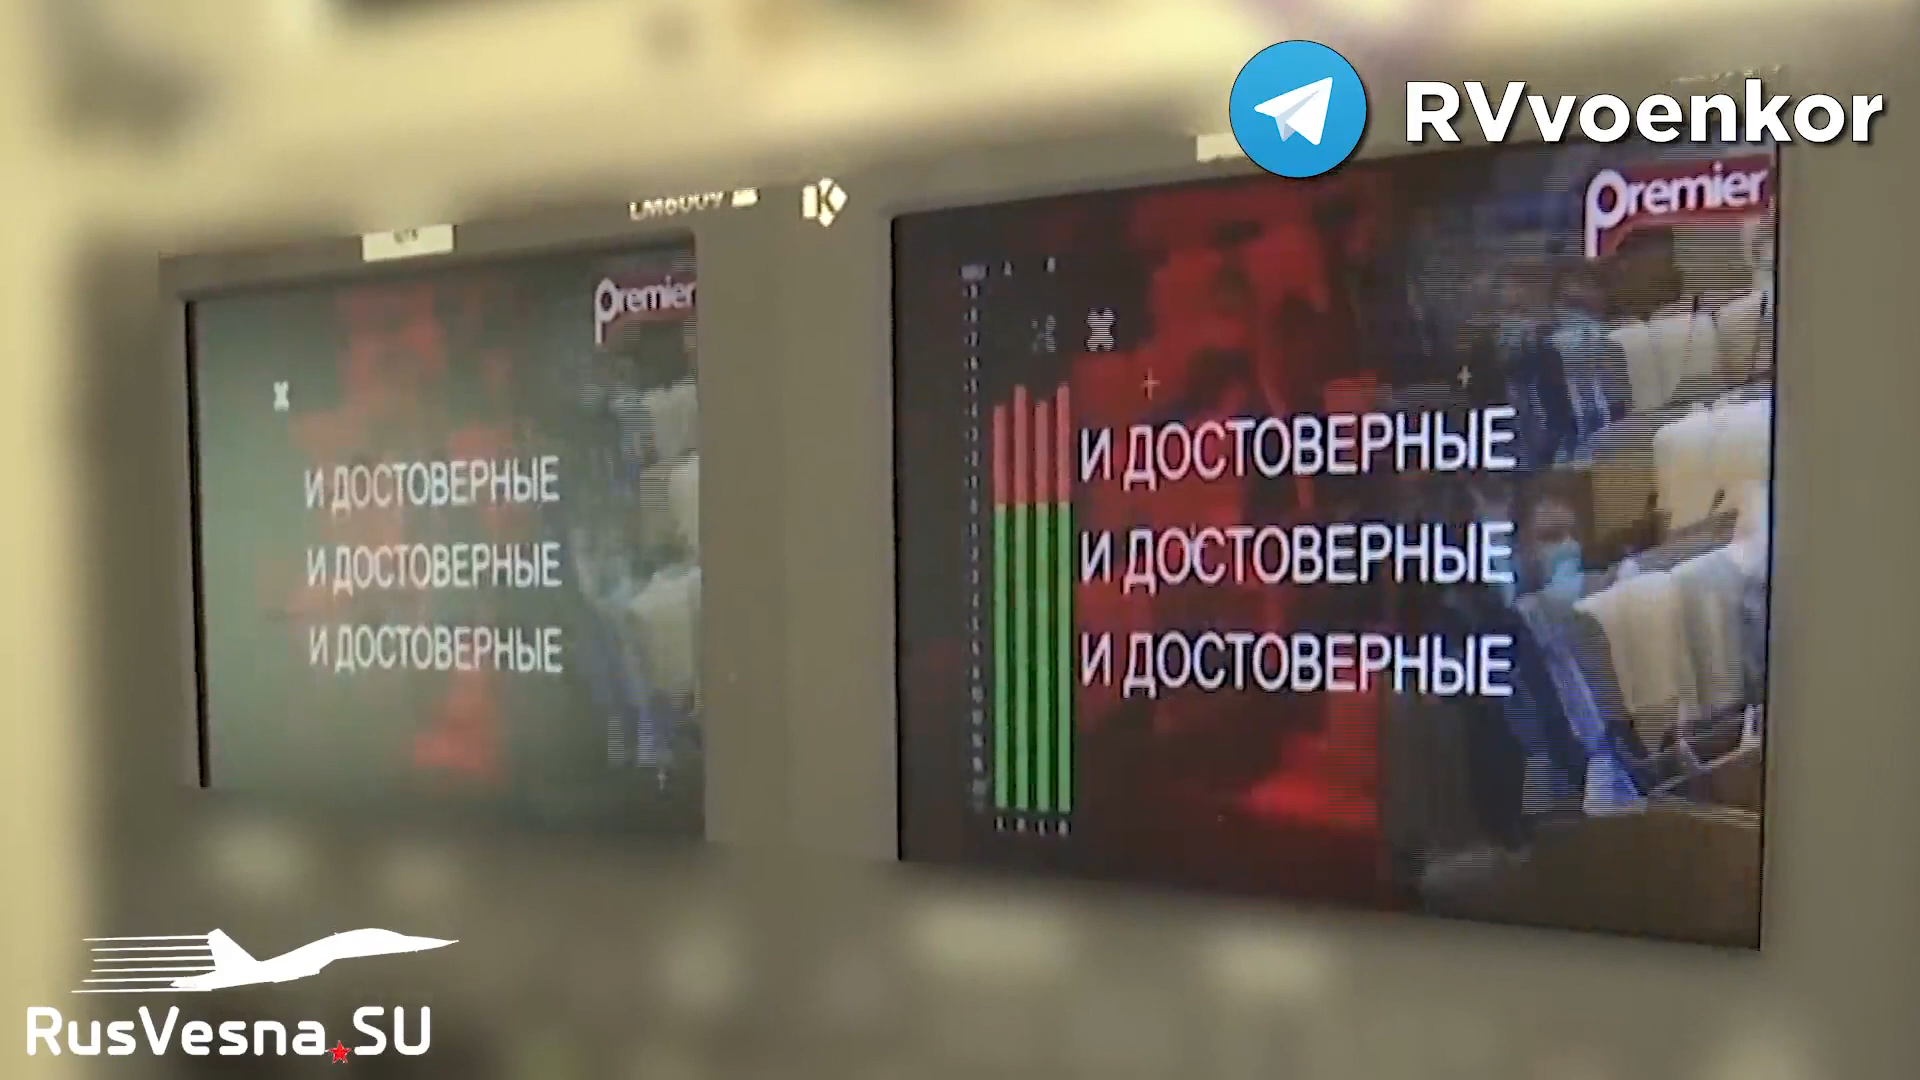 RVvoenkor
Premier
И ДОСТОВЕРНЫЕ
И ДОСТОВЕРНЫЕ
И ДОСТОВЕРНЫЕ
K
Premier
И ДОСТОВЕРНЫЕ
И ДОСТОВЕРНЫЕ
И ДОСТОВЕРНЫЕ
RusVesna.SU